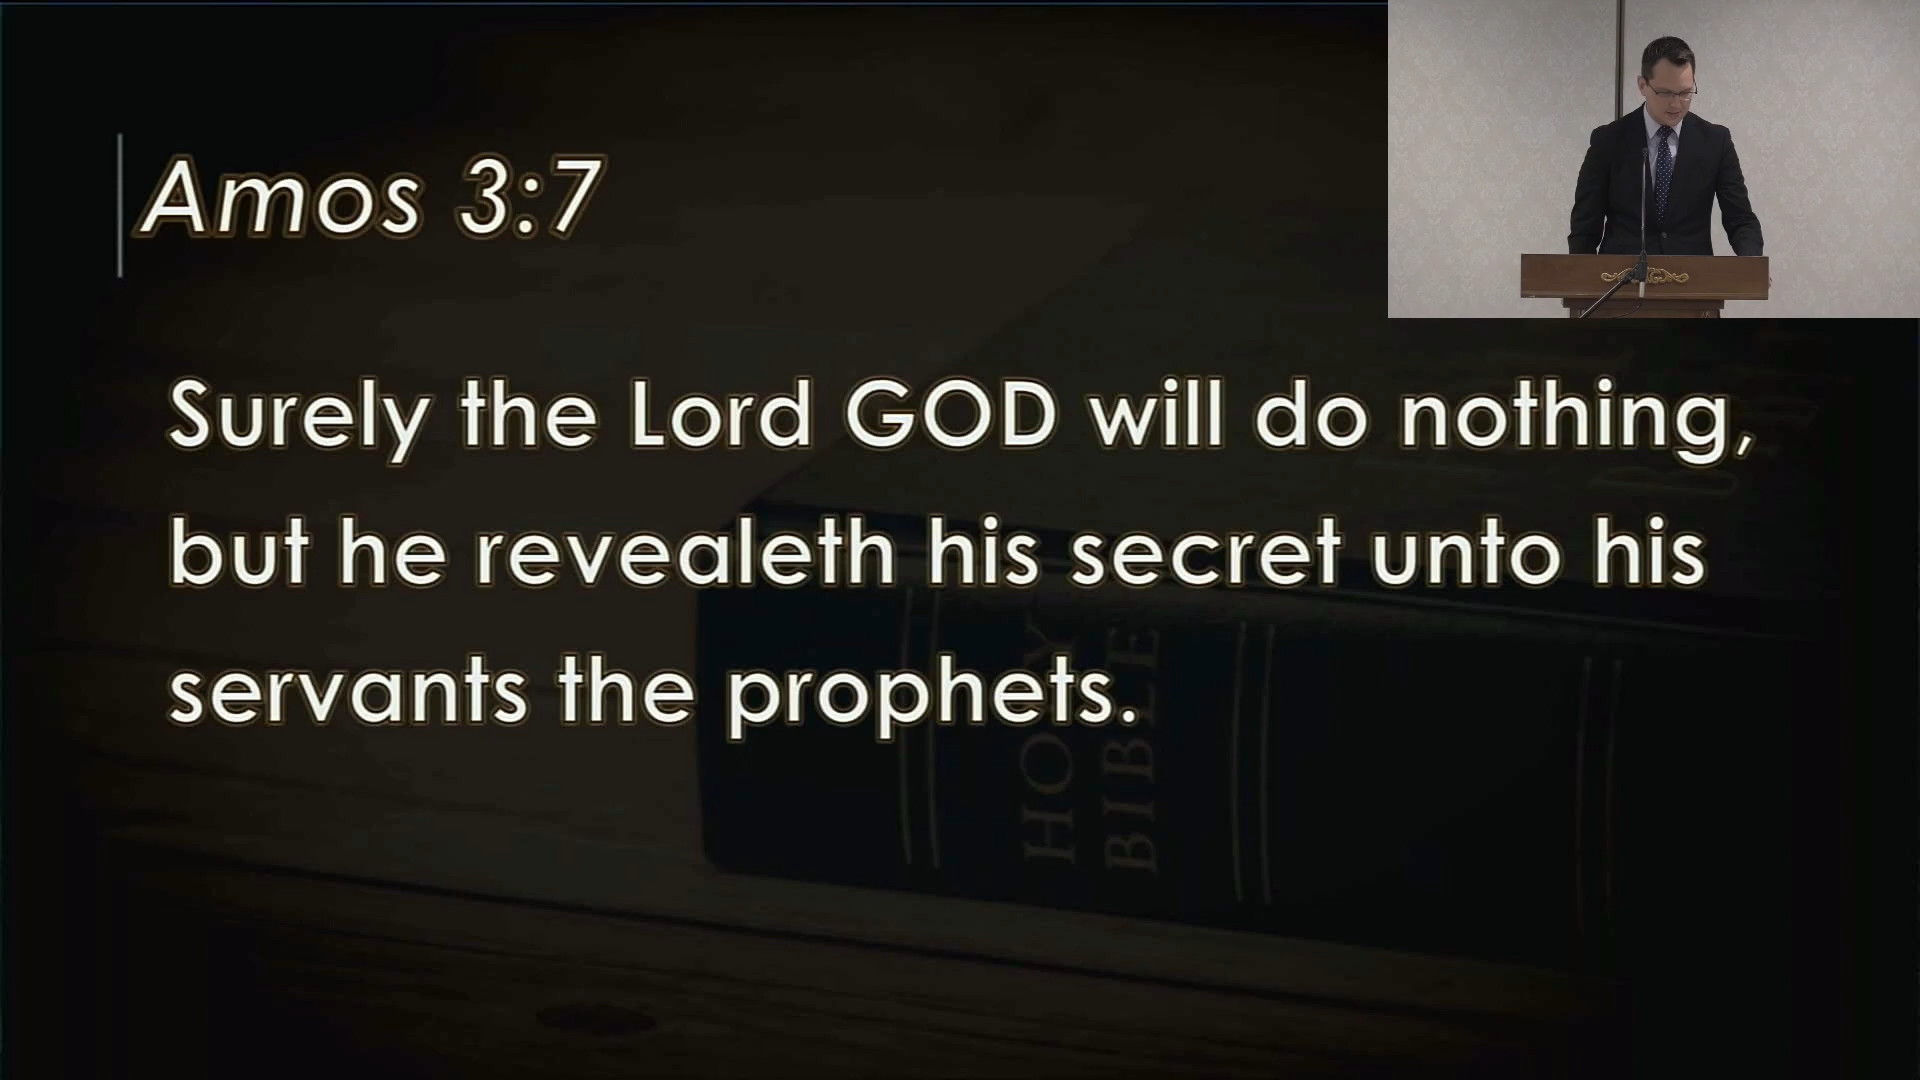 Amos 3:7
Surely the Lord GOD will do nothing,
but he revealeth his secret unto his
servants the prophets.
HOLY
BIBLE